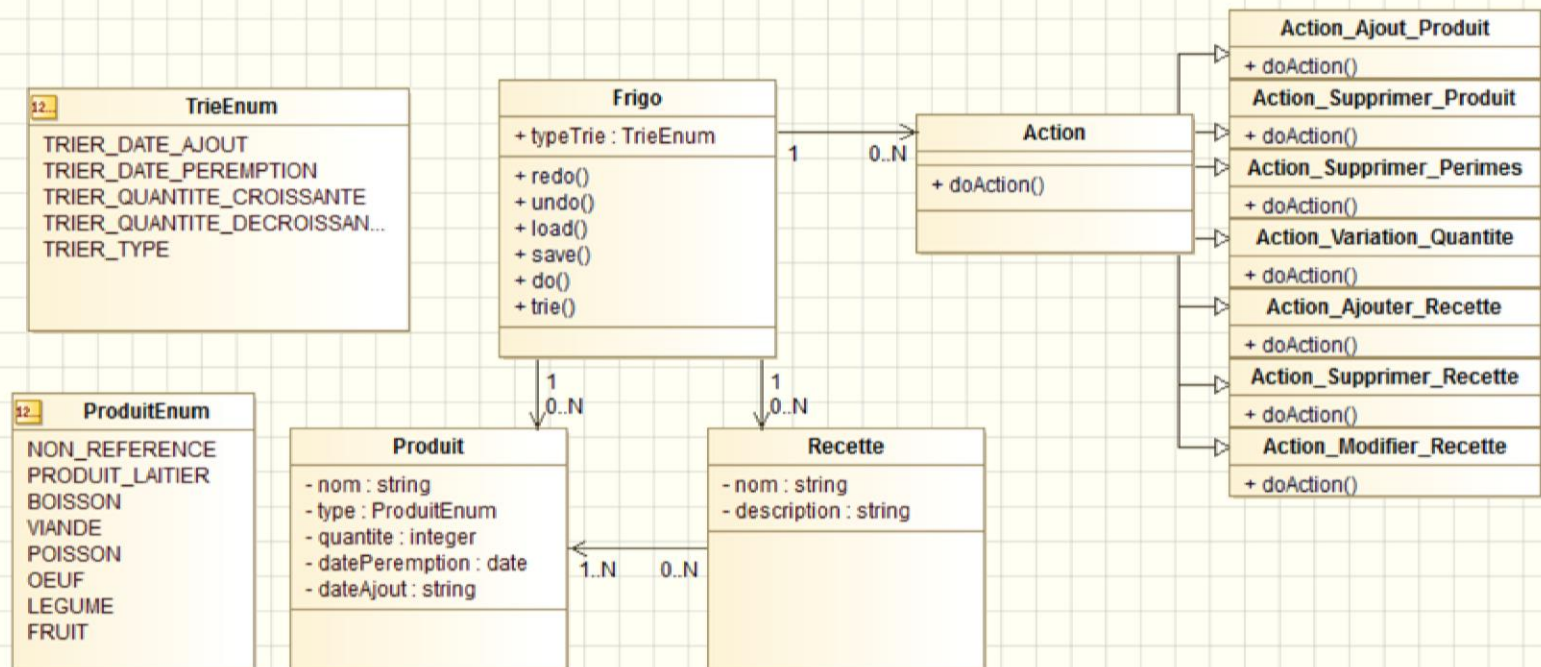 12...
TrieEnum
TRIER_DATE_AJOUT
TRIER_DATE_PEREMPTION
TRIER_QUANTITE_CROISSANTE
TRIER_QUANTITE_DECROISSAN...
TRIER_TYPE
Frigo
+ typeTrie : TrieEnum
+ redo()
+ undo()
+ load()
+ save()
+ do()
+ trie()
1
0..N
Action
+ doAction()
Action_Ajout_Produit
+ doAction()
Action_Supprimer_Produit
+ doAction()
Action_Supprimer_Perimes
+ doAction()
Action_Variation_Quantite
+ doAction()
Action_Ajouter_Recette
+ doAction()
Action_Supprimer_Recette
+ doAction()
Action_Modifier_Recette
+ doAction()
1
0..N
1
0..N
12...
ProduitEnum
NON_REFERENCE
PRODUIT_LAITIER
BOISSON
VIANDE
POISSON
OEUF
LEGUME
FRUIT
Produit
- nom : string
- type : ProduitEnum
- quantite : integer
- datePeremption : date
- dateAjout : string
1..N
0..N
Recette
- nom : string
- description : string